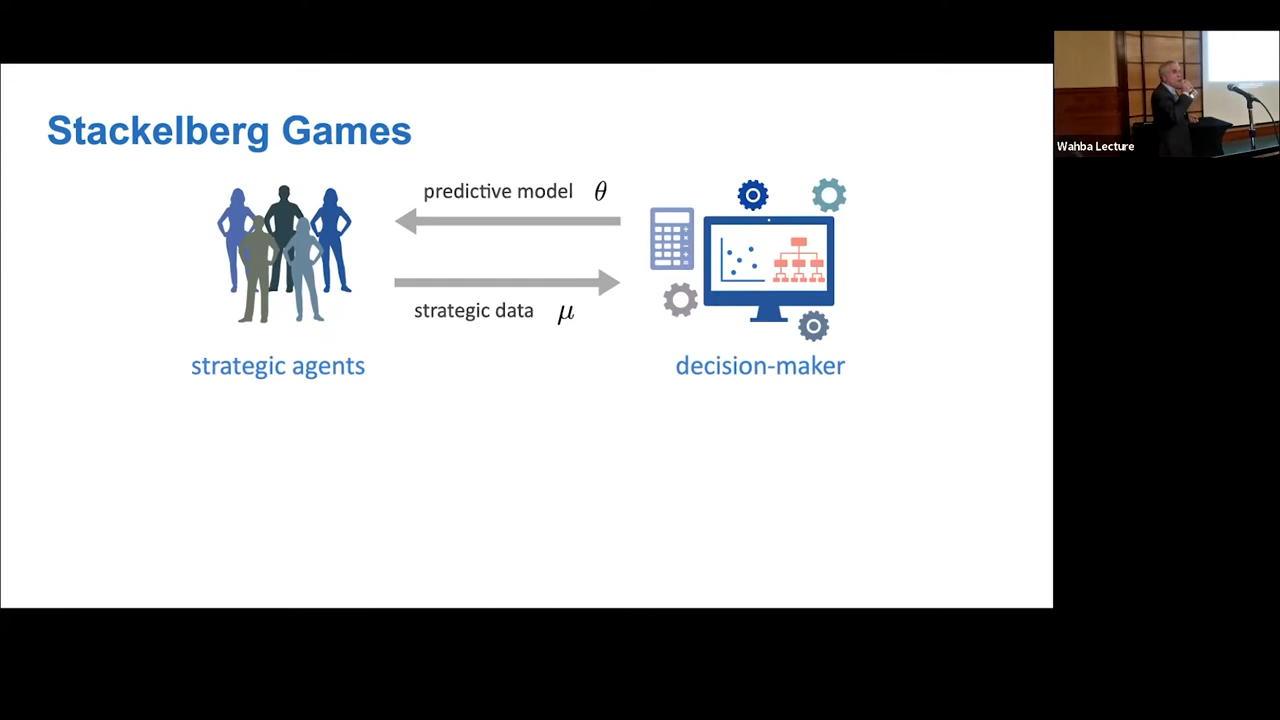 Stackelberg Games
predictive model θ
strategic data μ
strategic agents
decision-maker
Wahba Lecture